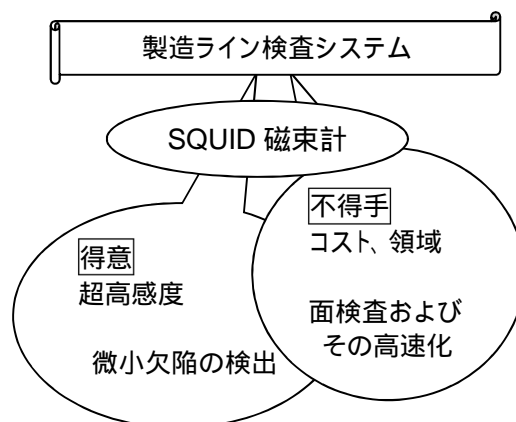 製造ライン検査システム
SQUID 磁束計
得意
超高感度
微小欠陥の検出
不得手
コスト、領域
面検査および
その高速化